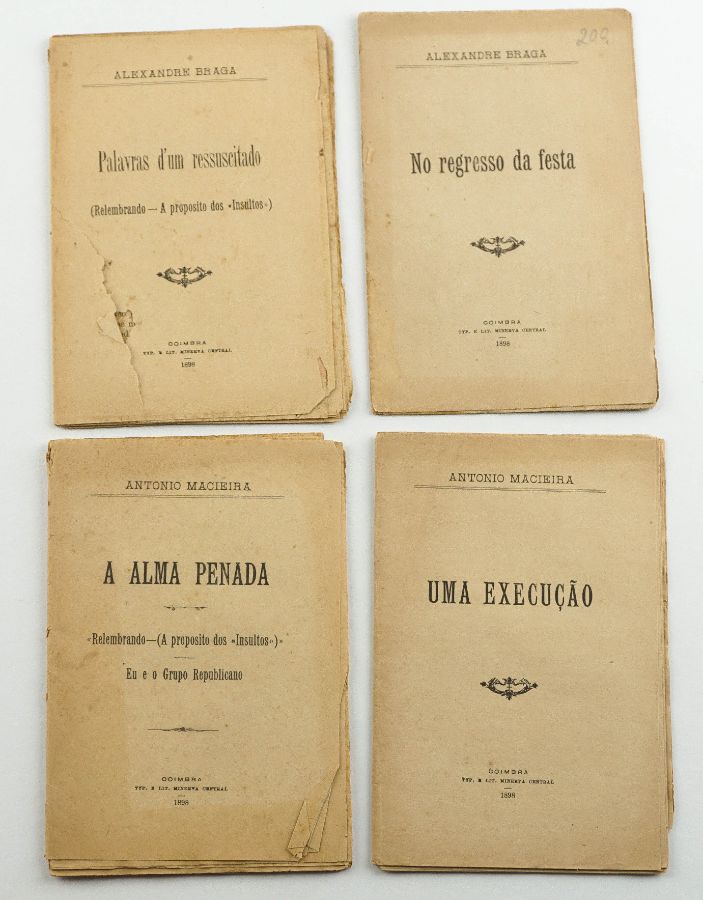 ALEXANDRE BRAGA
Palavras d'um ressuscitado
(Relembrando — A proposito dos «Insultos»)
COIMBRA
TYP. E LIT. MINERVA CENTRAL
1898
209
ALEXANDRE BRAGA
No regresso da festa
COIMBRA
TYP. E LIT. MINERVA CENTRAL
1898
ANTONIO MACIEIRA
A ALMA PENADA
«Relembrando—(A proposito dos «Insultos»)»
Eu e o Grupo Republicano
COIMBRA
TYP. E LIT. MINERVA CENTRAL
1898
ANTONIO MACIEIRA
UMA EXECUÇÃO
COIMBRA
TYP. E LIT. MINERVA CENTRAL
1898